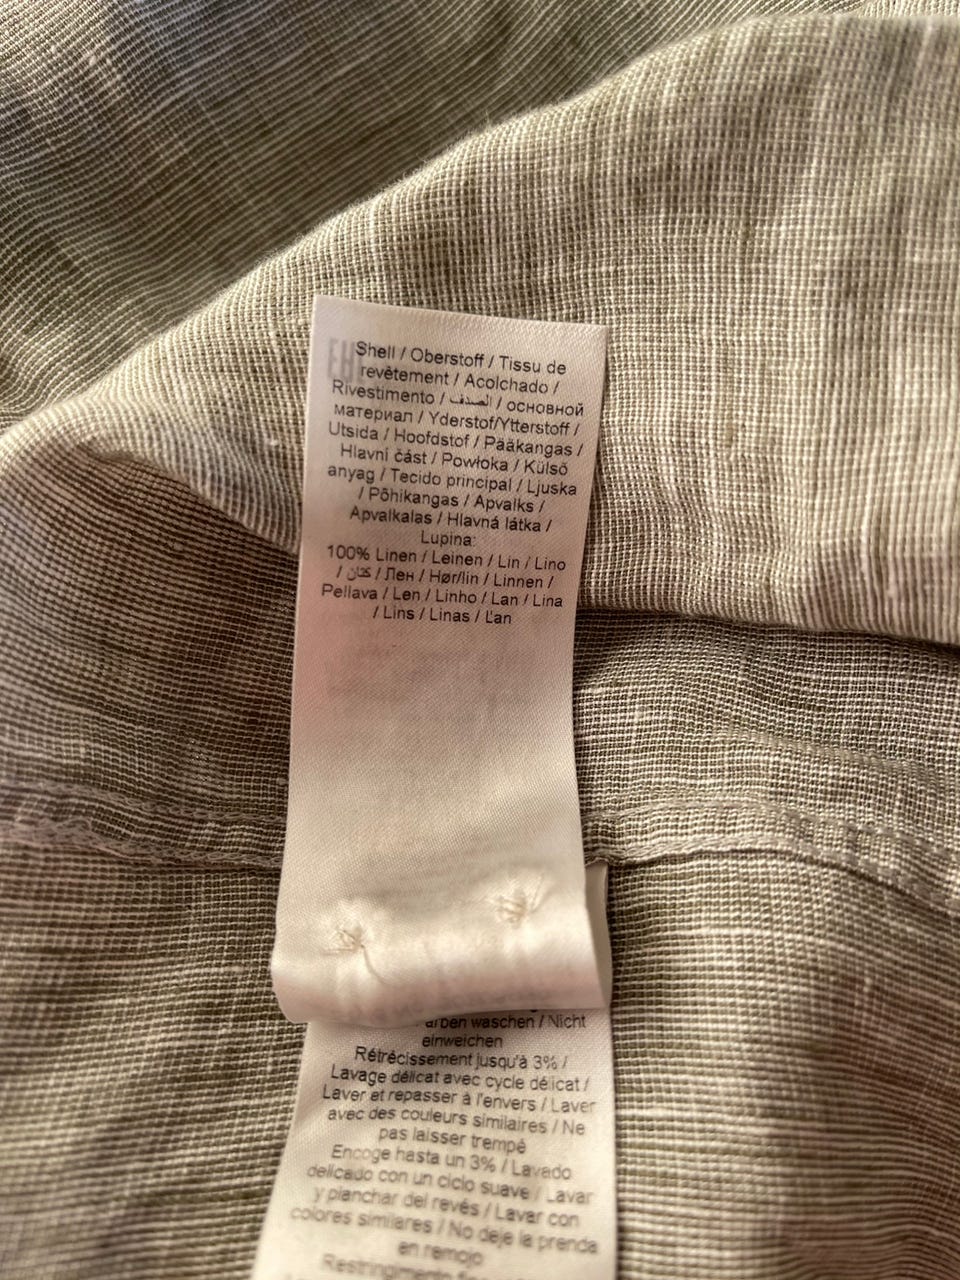 Shell / Oberstoff / Tissu de
revêtement / Acolchado /
Rivestimento / الصدف / основной
материал / Yderstof/Ytterstoff /
Utsida / Hoofdstof / Pääkangas /
Hlavní část / Powłoka / Külső
anyag / Tecido principal / Ljuska
/ Põhikangas / Apvalks /
Apvalkalas / Hlavná látka /
Lupina:
100% Linen / Leinen / Lin / Lino
/ كتان / Лен / Hør/lin / Linnen /
Pellava / Len / Linho / Lan / Lina
/ Lins / Linas / Ľan
waschen / Nicht
einweichen
Rétrécissement jusqu'à 3% /
Lavage délicat avec cycle délicat /
Laver et repasser à l'envers / Laver
avec des couleurs similaires / Ne
pas laisser trempé
Encoge hasta un 3% / Lavado
delicado con un ciclo suave / Lavar
y planchar del revés / Lavar con
colores similares / No deje la prenda
en remojo
Restringimento